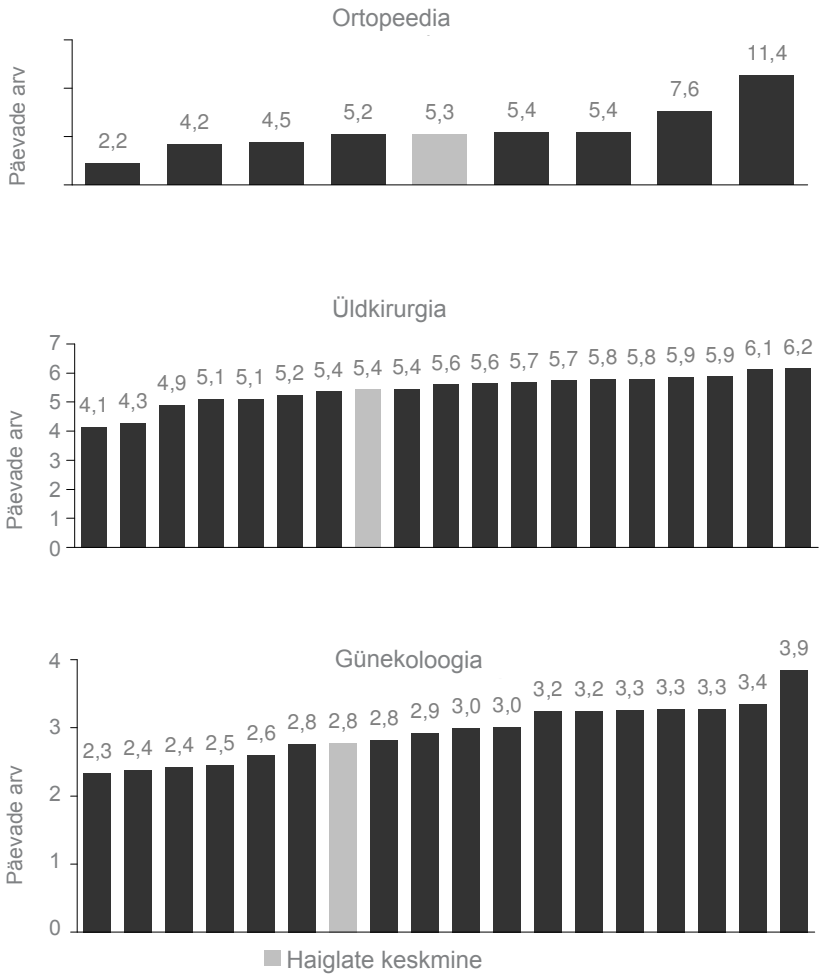 Ortopeedia
Päevade arv
2,2 4,2 4,5 5,2 5,3 5,4 5,4 7,6 11,4
Üldkirurgia
Päevade arv
7
6
5
4
3
2
1
0
4,1 4,3 4,9 5,1 5,1 5,2 5,4 5,4 5,4 5,6 5,6 5,7 5,7 5,8 5,8 5,9 5,9 6,1 6,2
Günekoloogia
Päevade arv
4
3
2
1
0
2,3 2,4 2,4 2,5 2,6 2,8 2,8 2,8 2,9 3,0 3,0 3,2 3,2 3,3 3,3 3,3 3,4 3,9
Haiglate keskmine